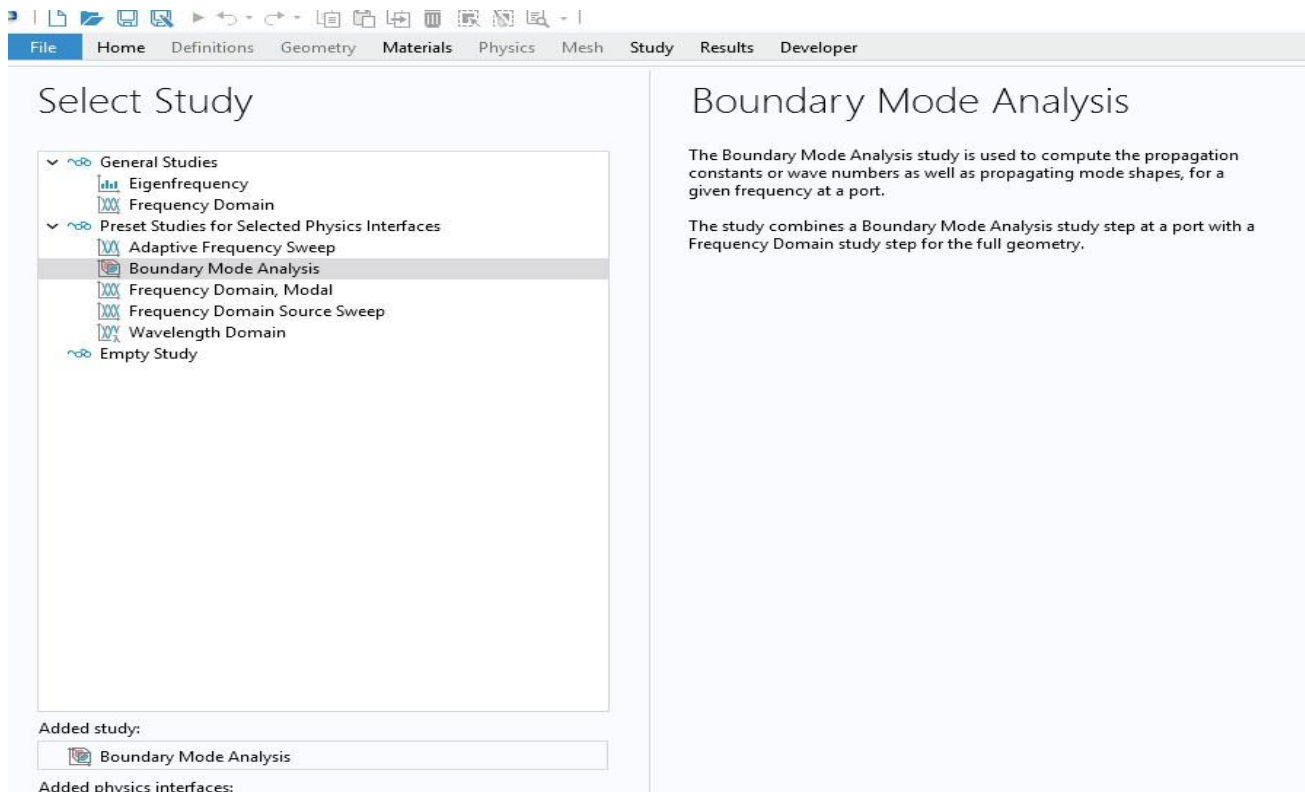 File Home Definitions Geometry Materials Physics Mesh Study Results Developer
Select Study
General Studies
Eigenfrequency
Frequency Domain
Preset Studies for Selected Physics Interfaces
Adaptive Frequency Sweep
Boundary Mode Analysis
Frequency Domain, Modal
Frequency Domain Source Sweep
Wavelength Domain
Empty Study
Added study:
Boundary Mode Analysis
Added physics interfaces:
Boundary Mode Analysis
The Boundary Mode Analysis study is used to compute the propagation
constants or wave numbers as well as propagating mode shapes, for a
given frequency at a port.
The study combines a Boundary Mode Analysis study step at a port with a
Frequency Domain study step for the full geometry.